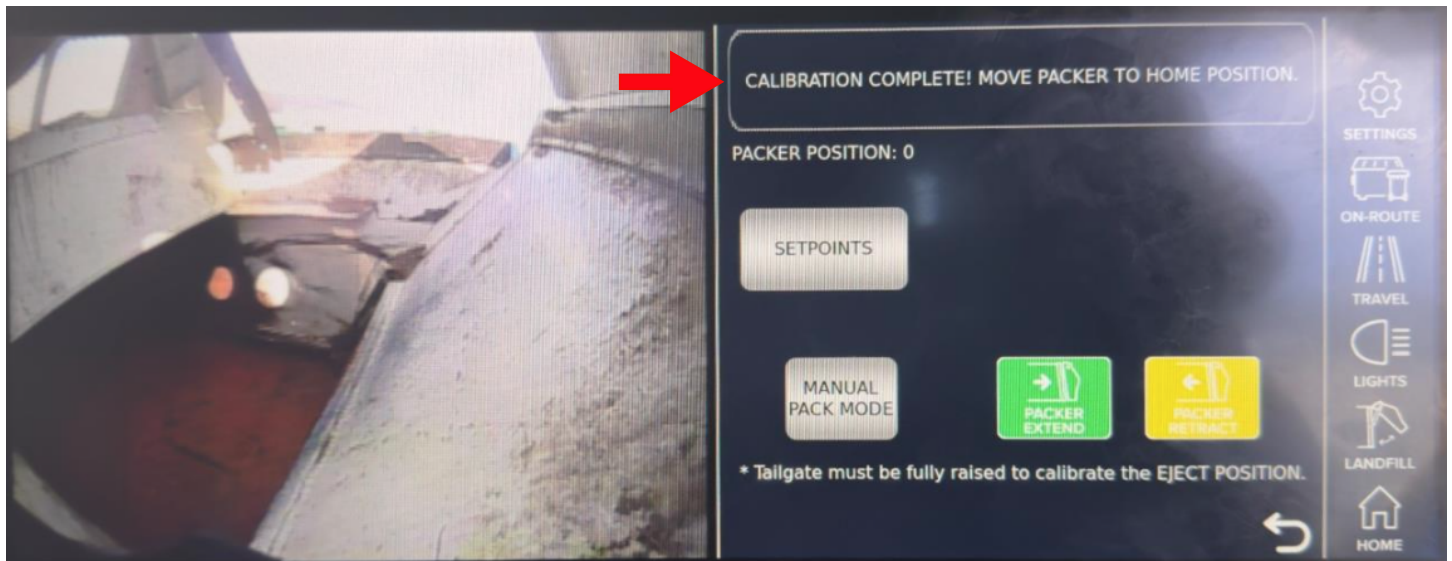 CALIBRATION COMPLETE! MOVE PACKER TO HOME POSITION.
PACKER POSITION: 0
SETPOINTS
MANUAL
PACK MODE
PACKER
EXTEND
PACKER
RETRACT
* Tailgate must be fully raised to calibrate the EJECT POSITION.
SETTINGS
ON-ROUTE
TRAVEL
LIGHTS
LANDFILL
HOME